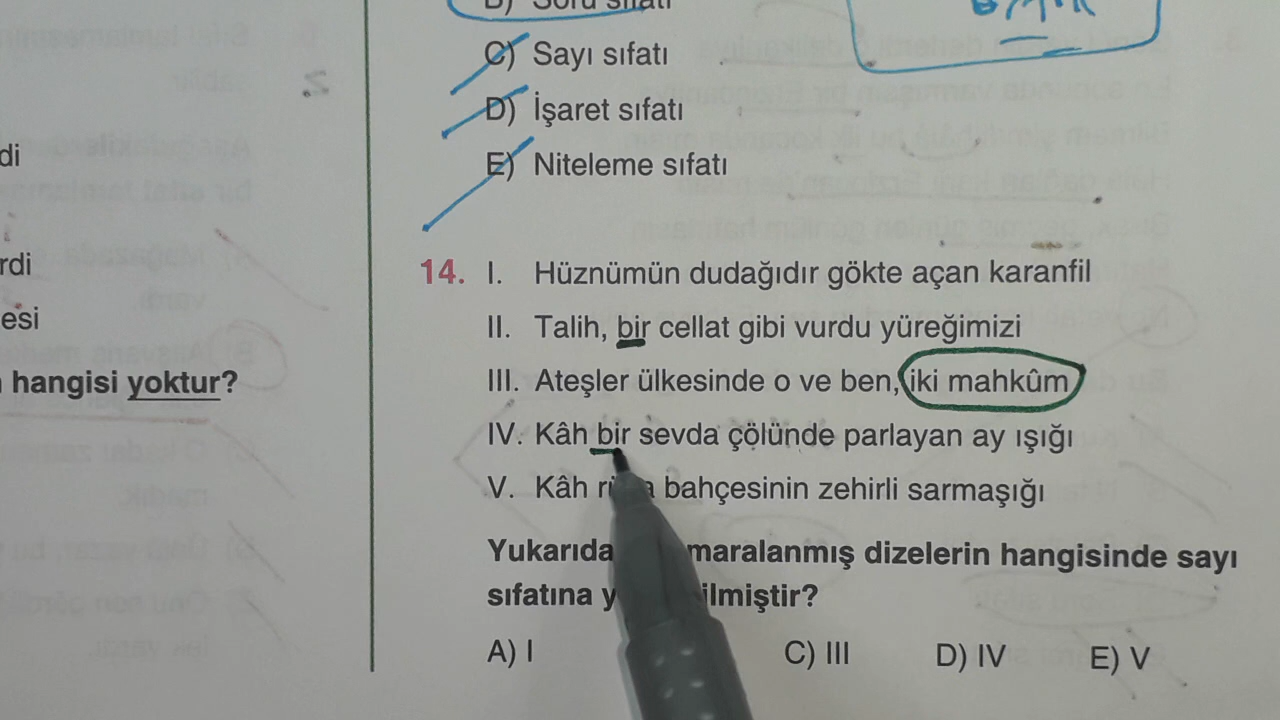 B) Soru sıfatı
C) Sayı sıfatı
D) İşaret sıfatı
E) Niteleme sıfatı
di
rdi
esi
hangisi yoktur?
14. I. Hüznümün dudağıdır gökte açan karanfil
II. Talih, bir cellat gibi vurdu yüreğimizi
III. Ateşler ülkesinde o ve ben, iki mahkûm
IV. Kâh bir sevda çölünde parlayan ay ışığı
V. Kâh bahçesinin zehirli sarmaşığı
Yukarıda maralanmış dizelerin hangisinde sayı
sıfatına y ilmiştir?
A) I C) III D) IV E) V